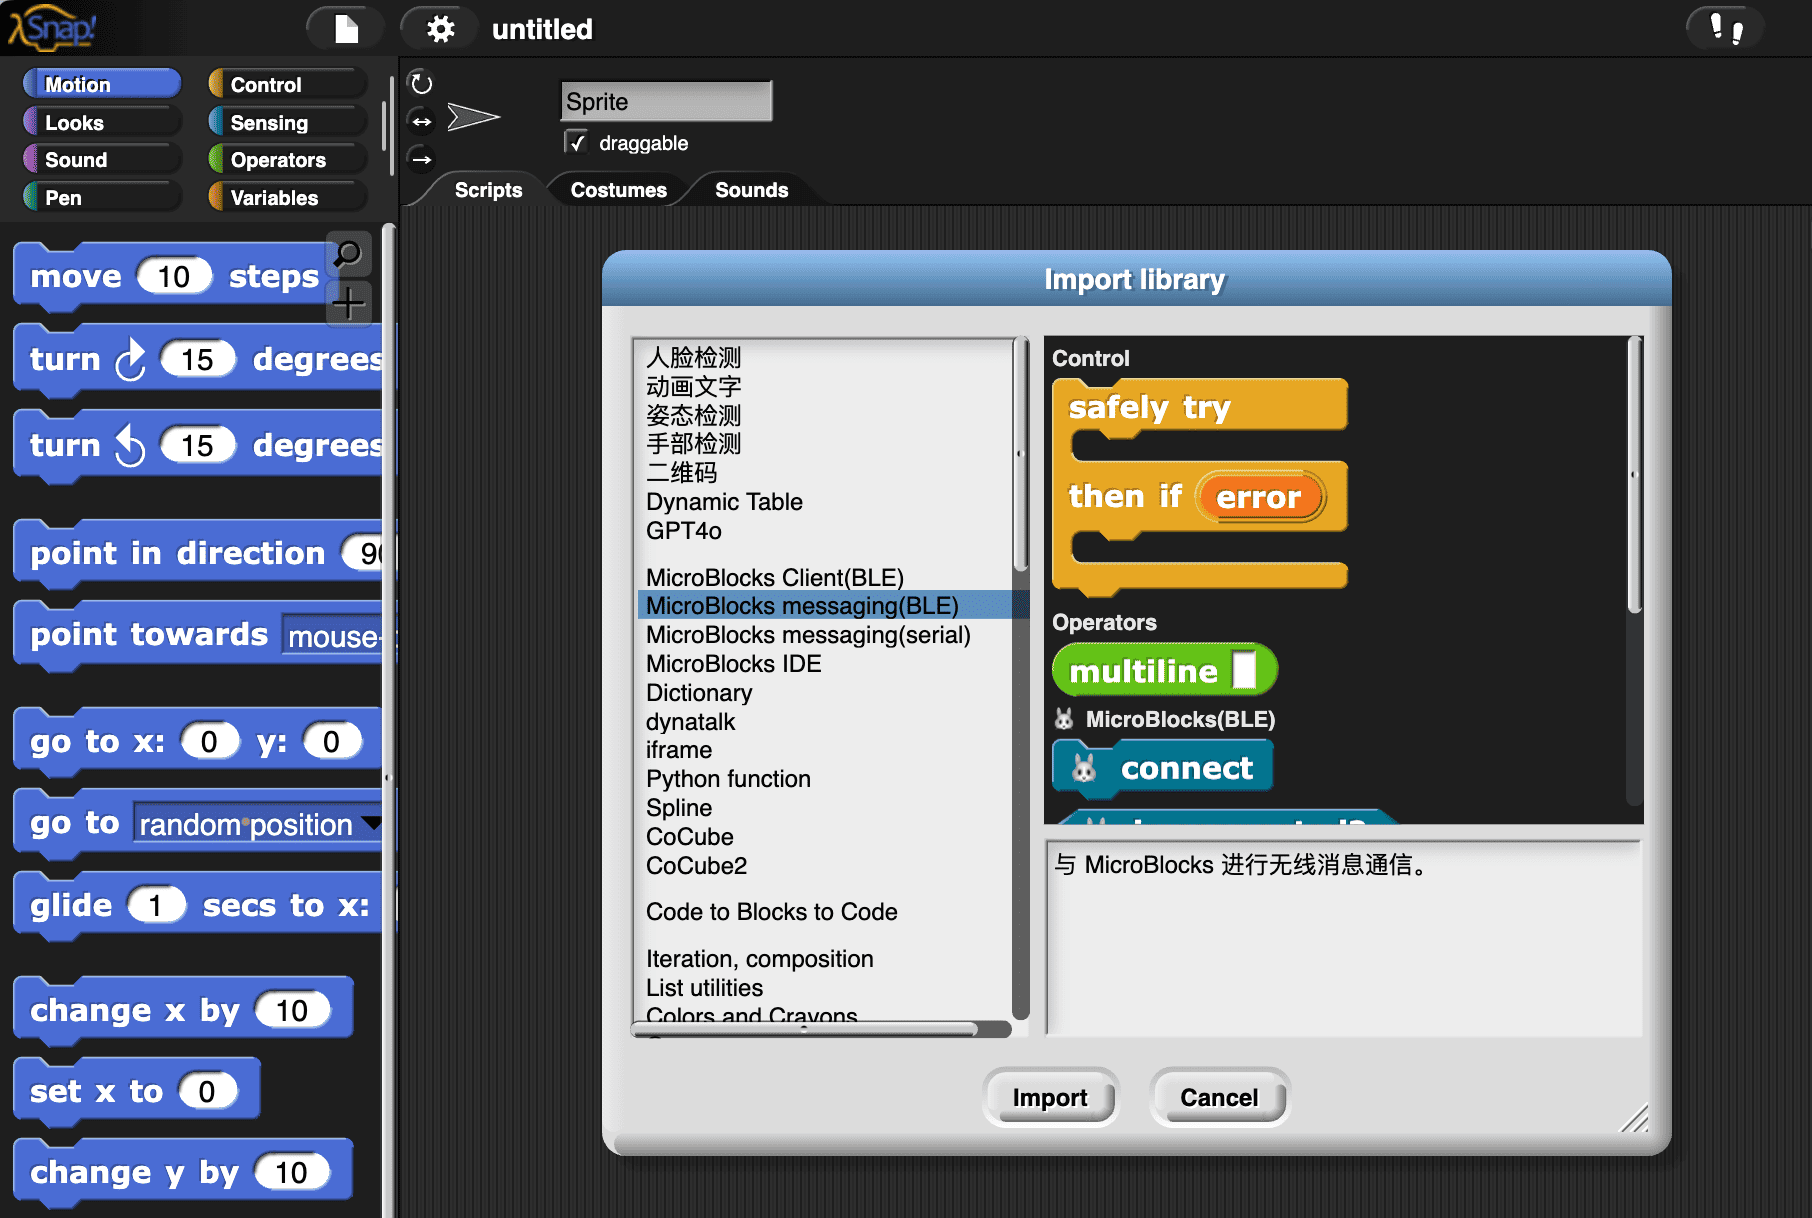 λSnap!
untitled
Motion
Control
Looks
Sensing
Sound
Operators
Pen
Variables
Sprite
draggable
Scripts
Costumes
Sounds
move 10 steps
turn 15 degrees
turn 15 degrees
point in direction
point towards mouse-
go to x: 0 y: 0
go to random position
glide 1 secs to x:
change x by 10
set x to 0
change y by 10
Import library
人脸检测
动画文字
姿态检测
手部检测
二维码
Dynamic Table
GPT4o
MicroBlocks Client(BLE)
MicroBlocks messaging(BLE)
MicroBlocks messaging(serial)
MicroBlocks IDE
Dictionary
dynatalk
iframe
Python function
Spline
CoCube
CoCube2
Code to Blocks to Code
Iteration, composition
List utilities
Colors and Crayons
Control
safely try
then if error
Operators
multiline
MicroBlocks(BLE)
connect
与 MicroBlocks 进行无线消息通信。
Import
Cancel